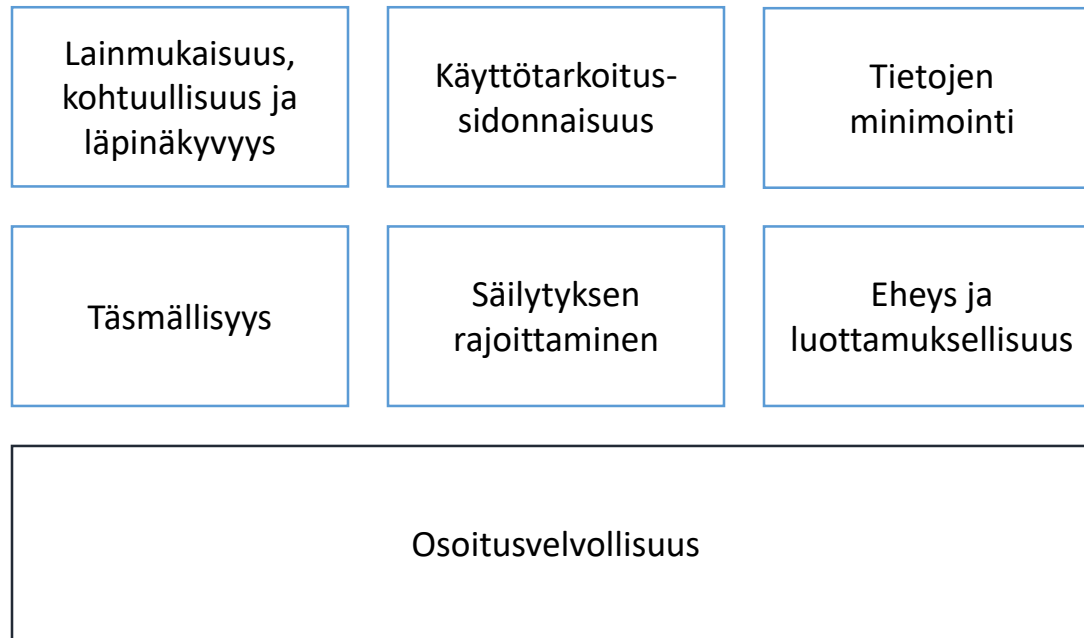 Lainmukaisuus,
kohtuullisuus ja
läpinäkyvyys
Käyttötarkoitus-
sidonnaisuus
Tietojen
minimointi
Täsmällisyys
Säilytyksen
rajoittaminen
Eheys ja
luottamuksellisuus
Osoitusvelvollisuus